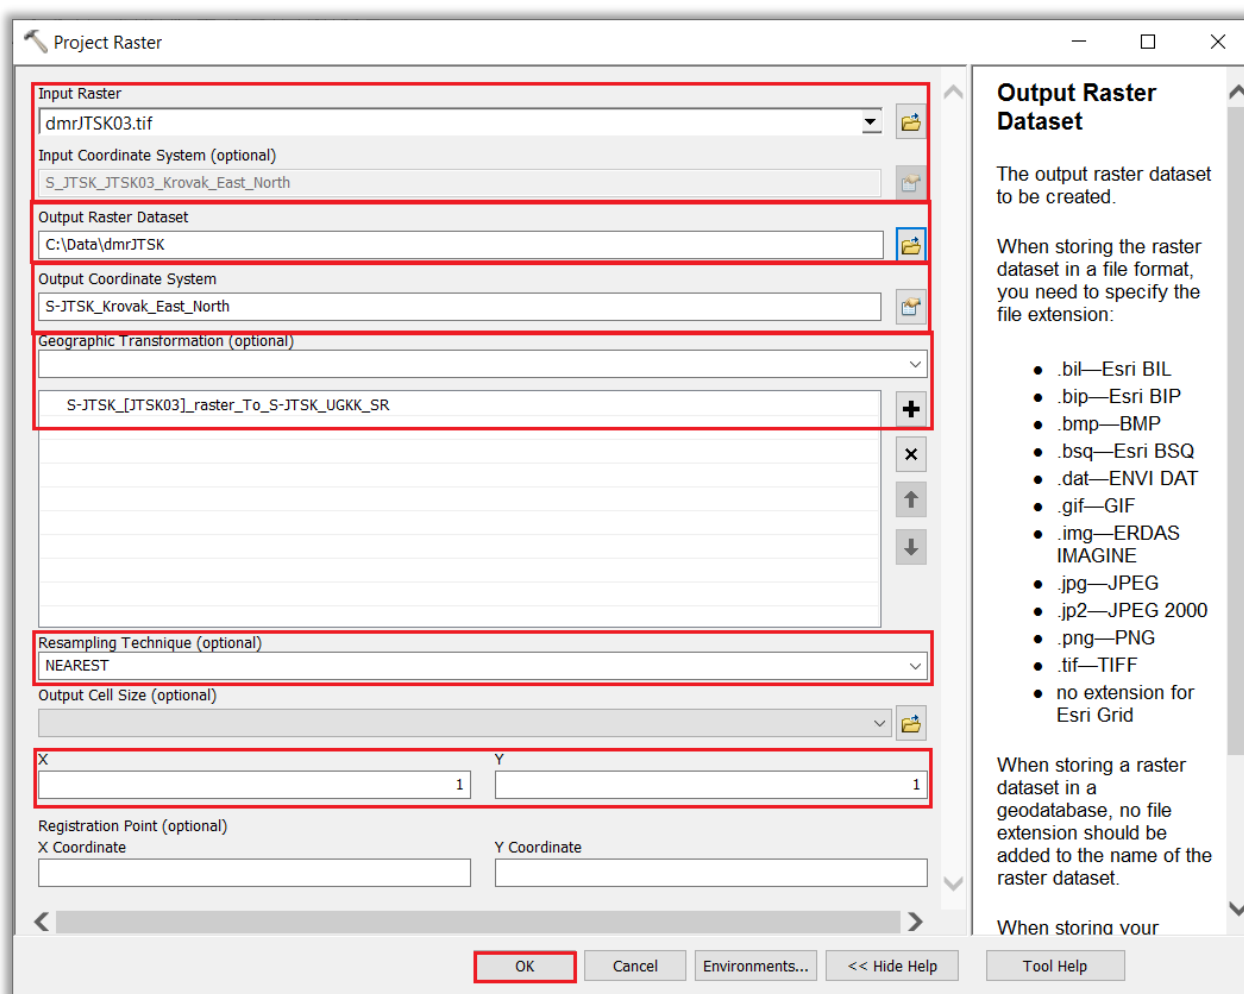 Project Raster
Input Raster
dmrJTSK03.tif
Input Coordinate System (optional)
S_JTSK_JTSK03_Krovak_East_North
Output Raster Dataset
C:\Data\dmrJTSK
Output Coordinate System
S-JTSK_Krovak_East_North
Geographic Transformation (optional)
S-JTSK_[JTSK03]_raster_To_S-JTSK_UGKK_SR
Resampling Technique (optional)
NEAREST
Output Cell Size (optional)
X Y
1 1
Registration Point (optional)
X Coordinate Y Coordinate
OK Cancel Environments... << Hide Help Tool Help
Output Raster
Dataset
The output raster dataset
to be created.
When storing the raster
dataset in a file format,
you need to specify the
file extension:
● .bil—Esri BIL
● .bip—Esri BIP
● .bmp—BMP
● .bsq—Esri BSQ
● .dat—ENVI DAT
● .gif—GIF
● .img—ERDAS
IMAGINE
● .jpg—JPEG
● .jp2—JPEG 2000
● .png—PNG
● .tif—TIFF
● no extension for
Esri Grid
When storing a raster
dataset in a
geodatabase, no file
extension should be
added to the name of the
raster dataset.
When storing your